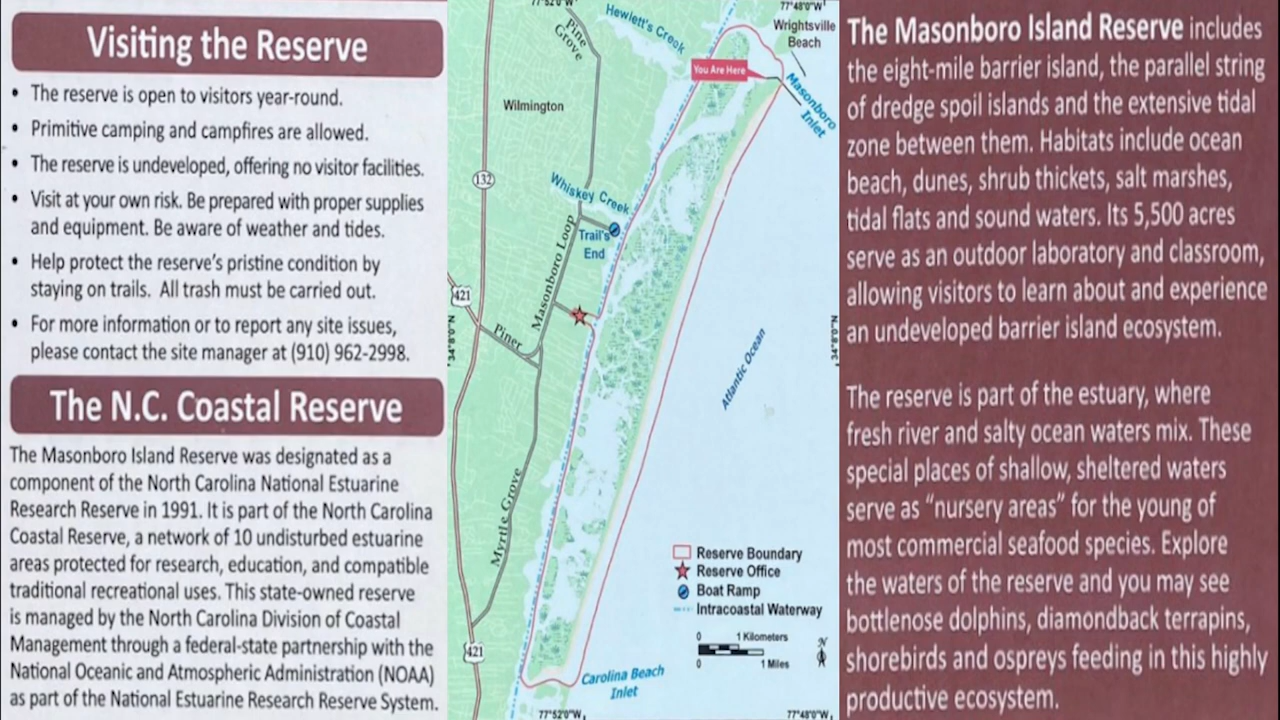 Visiting the Reserve
• The reserve is open to visitors year-round.
• Primitive camping and campfires are allowed.
• The reserve is undeveloped, offering no visitor facilities.
• Visit at your own risk. Be prepared with proper supplies
and equipment. Be aware of weather and tides.
• Help protect the reserve's pristine condition by
staying on trails. All trash must be carried out.
• For more information or to report any site issues,
please contact the site manager at (910) 962-2998.
The N.C. Coastal Reserve
The Masonboro Island Reserve was designated as a
component of the North Carolina National Estuarine
Research Reserve in 1991. It is part of the North Carolina
Coastal Reserve, a network of 10 undisturbed estuarine
areas protected for research, education, and compatible
traditional recreational uses. This state-owned reserve
is managed by the North Carolina Division of Coastal
Management through a federal-state partnership with the
National Oceanic and Atmospheric Administration (NOAA)
as part of the National Estuarine Research Reserve System.
77°52'0"W
77°48'0"W
Hewlett's Creek
Pine
Grove
Wrightsville
Beach
You Are Here
Wilmington
Masonboro
Inlet
132
Whiskey Creek
Trail's
End
Masonboro Loop
421
Piner
34°8'0"N
34°8'0"N
Atlantic Ocean
Myrtle Grove
Reserve Boundary
Reserve Office
Boat Ramp
Intracoastal Waterway
0 1 Kilometers
0 1 Miles
N
421
Carolina Beach
Inlet
77°52'0"W
77°48'0"W
The Masonboro Island Reserve includes
the eight-mile barrier island, the parallel string
of dredge spoil islands and the extensive tidal
zone between them. Habitats include ocean
beach, dunes, shrub thickets, salt marshes,
tidal flats and sound waters. Its 5,500 acres
serve as an outdoor laboratory and classroom,
allowing visitors to learn about and experience
an undeveloped barrier island ecosystem.
The reserve is part of the estuary, where
fresh river and salty ocean waters mix. These
special places of shallow, sheltered waters
serve as "nursery areas" for the young of
most commercial seafood species. Explore
the waters of the reserve and you may see
bottlenose dolphins, diamondback terrapins,
shorebirds and ospreys feeding in this highly
productive ecosystem.